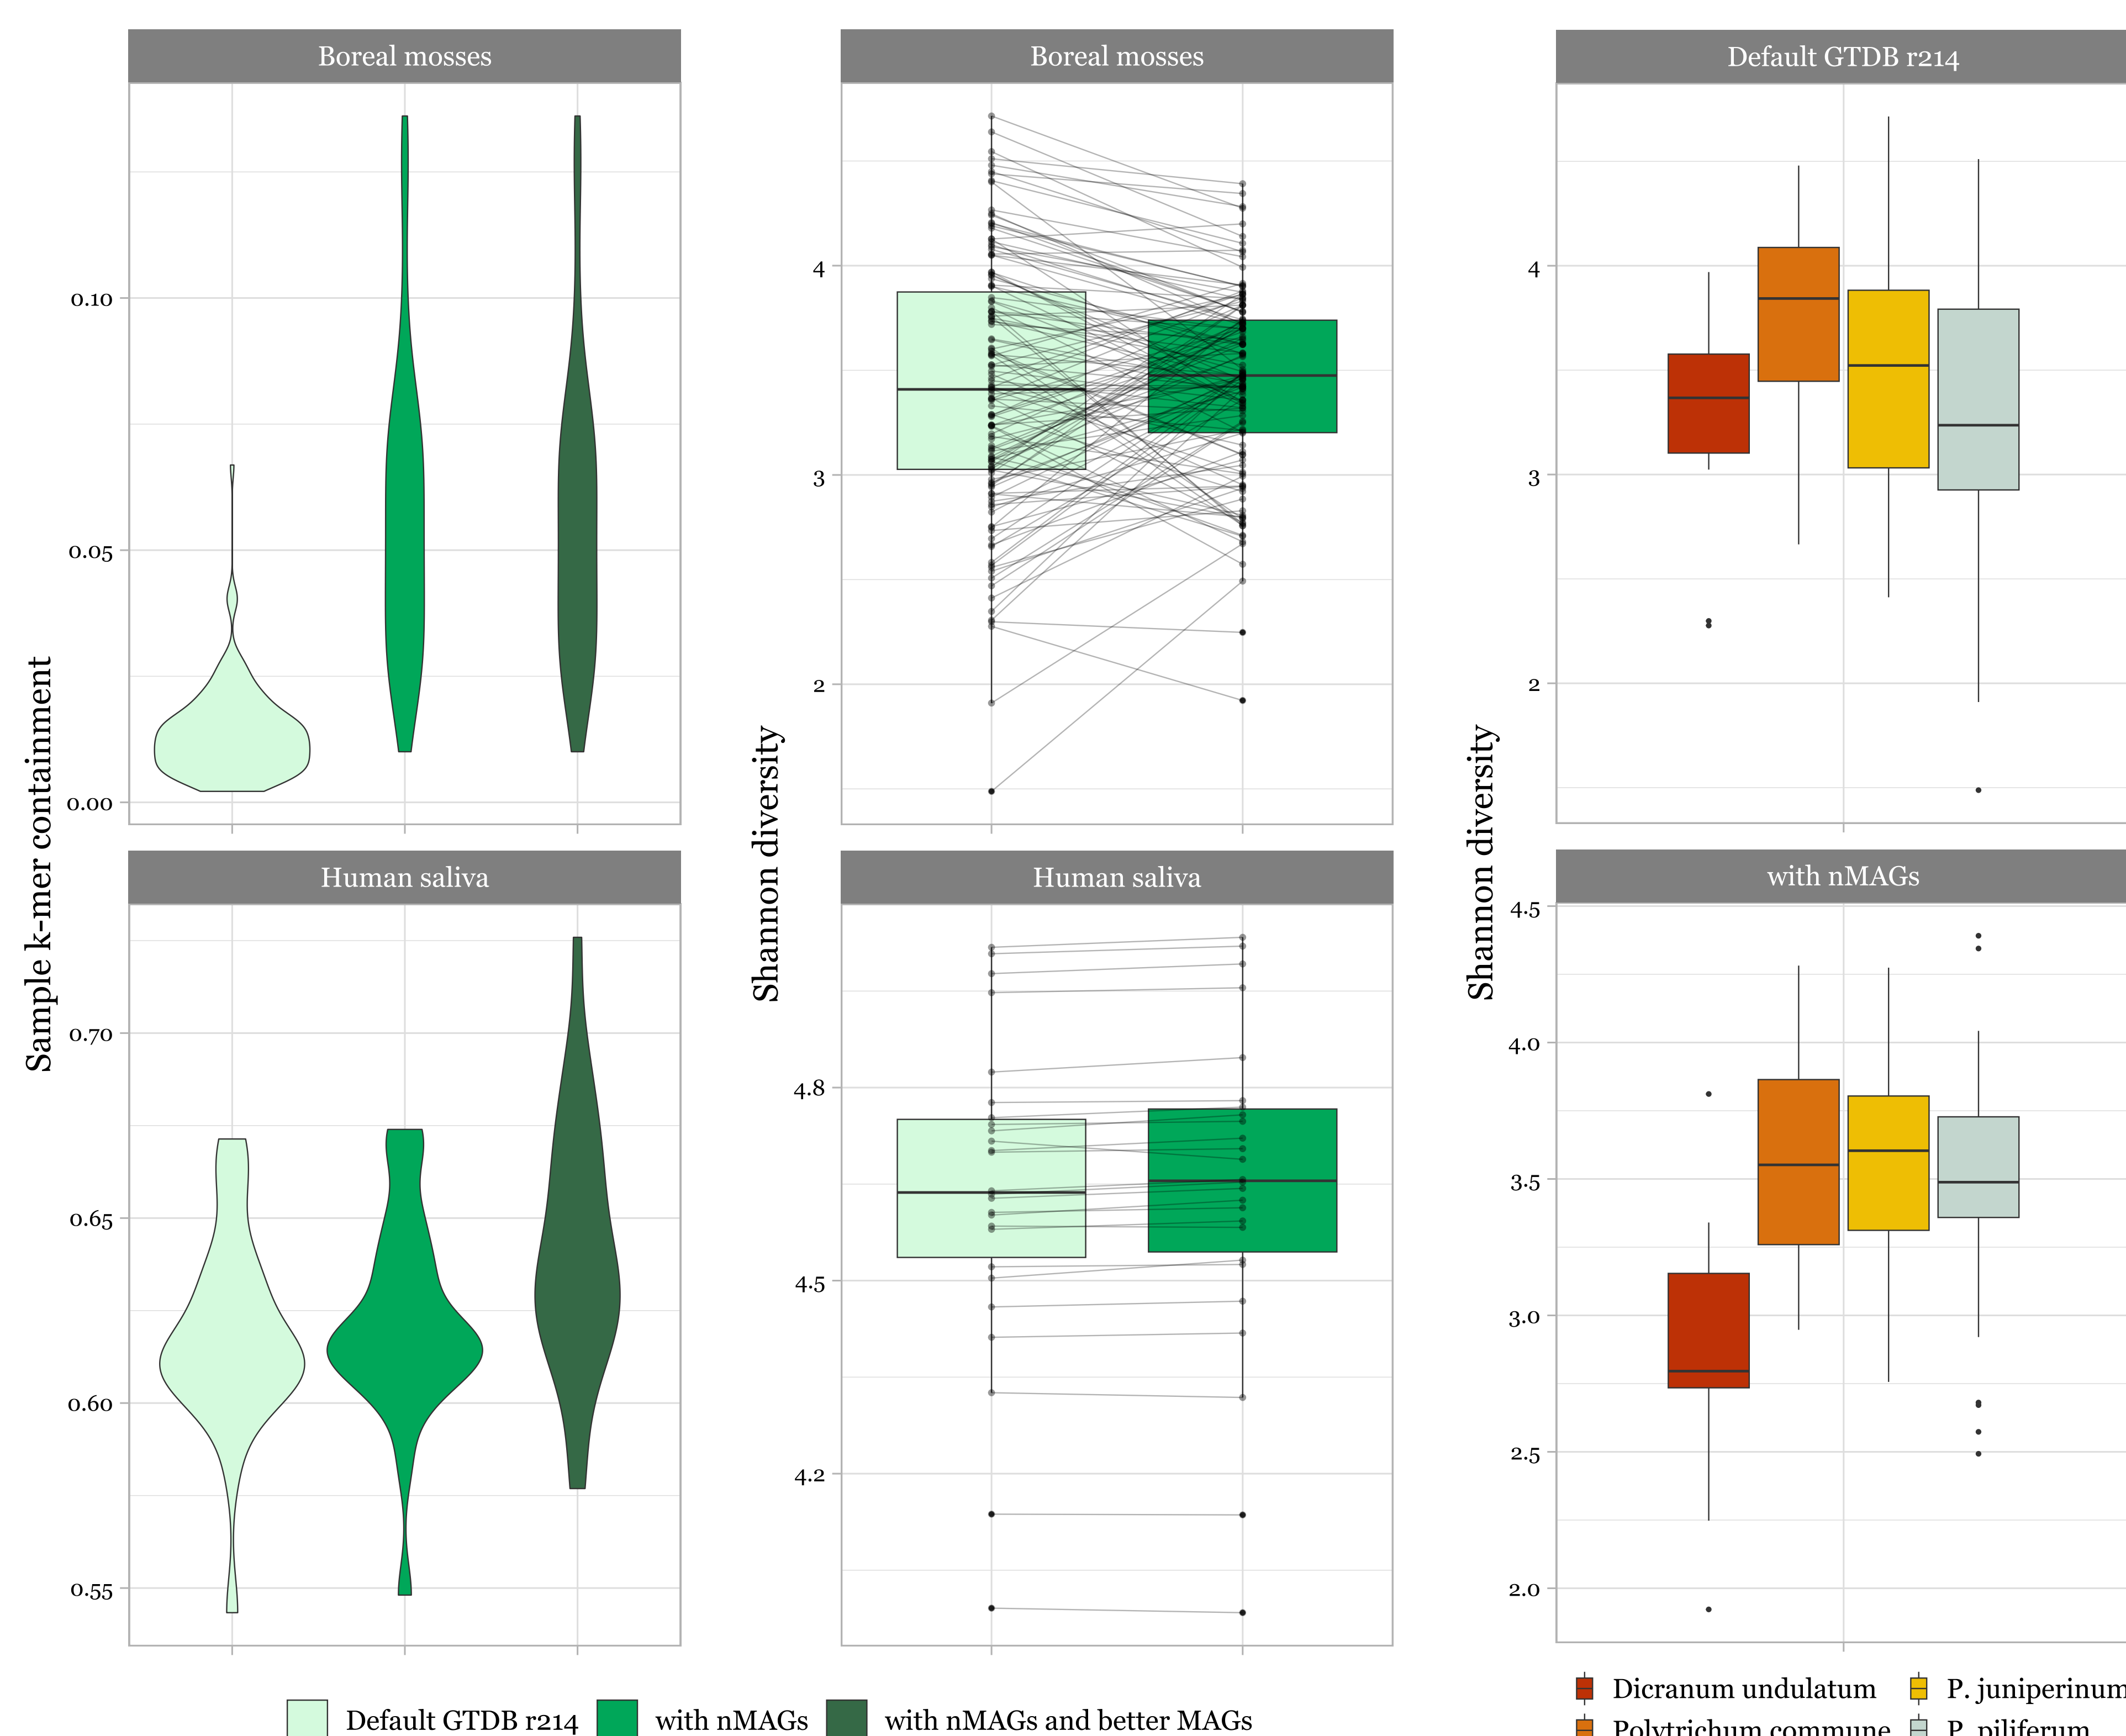 Boreal mosses
Boreal mosses
Default GTDB r214
Sample k-mer containment
0.10
0.05
0.00
Shannon diversity
4
3
2
Shannon diversity
4
3
2
Human saliva
Human saliva
with nMAGs
0.70
0.65
0.60
0.55
4.8
4.5
4.2
4.5
4.0
3.5
3.0
2.5
2.0
Default GTDB r214 with nMAGs with nMAGs and better MAGs
Dicranum undulatum P. juniperinum
Polytrichum commune P. piliferum